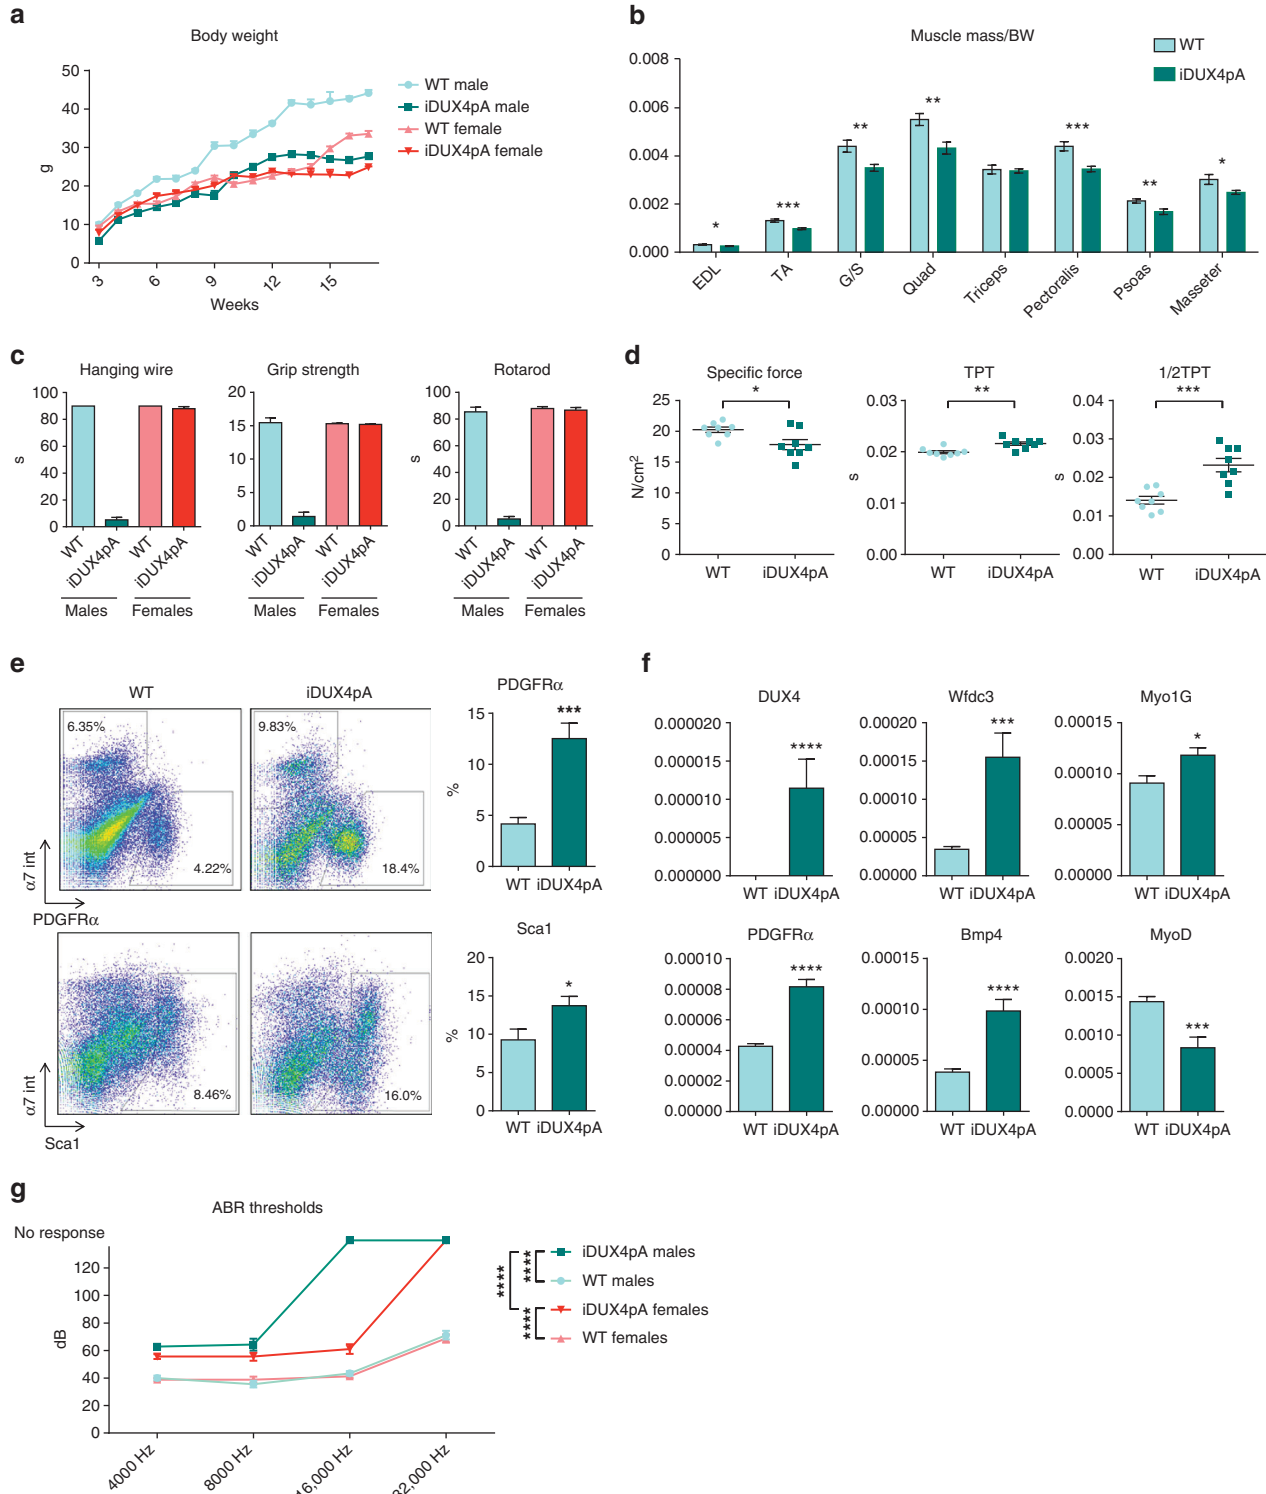 a
Body weight
50
40
30
20
10
0
g
3
6
9
12
15
Weeks
WT male
iDUX4pA male
WT female
iDUX4pA female
b
Muscle mass/BW
WT
iDUX4pA
0.008
0.006
0.004
0.002
0.000
*
***
**
**
***
**
*
EDL
TA
G/S
Quad
Triceps
Pectoralis
Psoas
Masseter
c
Hanging wire
100
80
60
40
20
0
s
WT
iDUX4pA
WT
iDUX4pA
Males
Females
Grip strength
20
15
10
5
0
WT
iDUX4pA
WT
iDUX4pA
Males
Females
Rotarod
100
80
60
40
20
0
s
WT
iDUX4pA
WT
iDUX4pA
Males
Females
d
Specific force
*
25
20
15
10
5
0
N/cm²
WT
iDUX4pA
TPT
**
0.03
0.02
0.01
0.00
s
WT
iDUX4pA
1/2TPT
***
0.04
0.03
0.02
0.01
0.00
s
WT
iDUX4pA
e
WT
iDUX4pA
6.35%
4.22%
9.83%
18.4%
α7 int
PDGFRα
PDGFRα
15
10
5
0
%
***
WT
iDUX4pA
8.46%
16.0%
α7 int
Sca1
Sca1
20
15
10
5
0
%
*
WT
iDUX4pA
f
DUX4
0.000020
0.000015
0.000010
0.000005
0.000000
****
WT
iDUX4pA
Wfdc3
0.00020
0.00015
0.00010
0.00005
0.00000
***
WT
iDUX4pA
Myo1G
0.00015
0.00010
0.00005
0.00000
*
WT
iDUX4pA
PDGFRα
0.00010
0.00008
0.00006
0.00004
0.00002
0.00000
****
WT
iDUX4pA
Bmp4
0.00015
0.00010
0.00005
0.00000
****
WT
iDUX4pA
MyoD
0.0020
0.0015
0.0010
0.0005
0.0000
***
WT
iDUX4pA
g
ABR thresholds
No response
120
100
80
60
40
20
0
dB
4000 Hz
8000 Hz
16,000 Hz
32,000 Hz
****
****
****
iDUX4pA males
WT males
iDUX4pA females
WT females